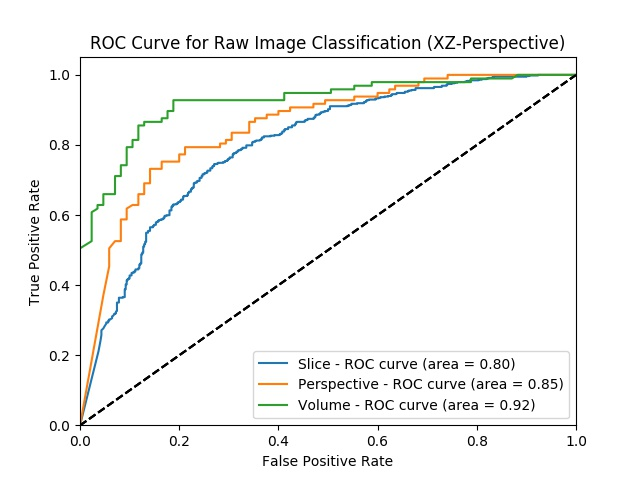 ROC Curve for Raw Image Classification (XZ-Perspective)
1.0
0.8
0.6
0.4
0.2
0.0
True Positive Rate
Slice - ROC curve (area = 0.80)
Perspective - ROC curve (area = 0.85)
Volume - ROC curve (area = 0.92)
0.0 0.2 0.4 0.6 0.8 1.0
False Positive Rate